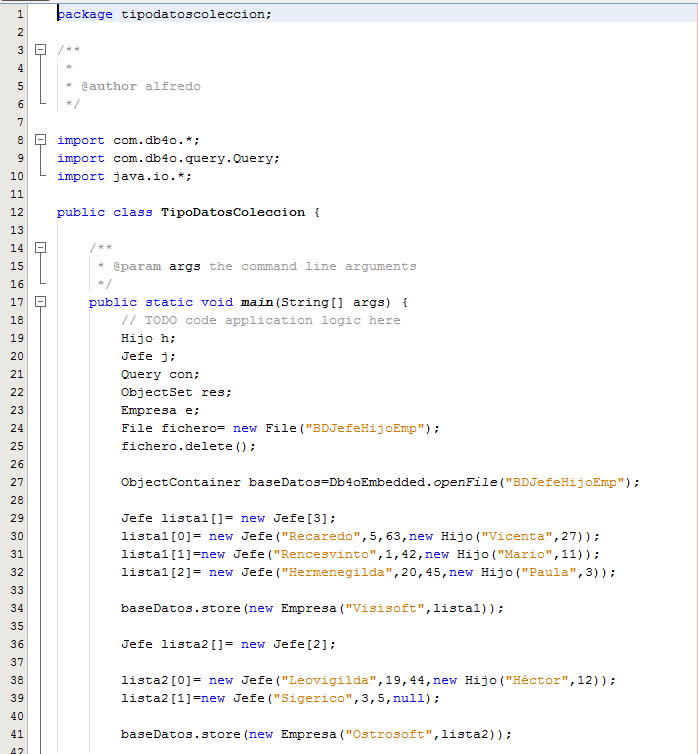 1 package tipodatoscoleccion;
2
3 /**
4 *
5 * @author alfredo
6 */
7
8 import com.db4o.*;
9 import com.db4o.query.Query;
10 import java.io.*;
11
12 public class TipoDatosColeccion {
13
14 /**
15 * @param args the command line arguments
16 */
17 public static void main(String[] args) {
18 // TODO code application logic here
19 Hijo h;
20 Jefe j;
21 Query con;
22 ObjectSet res;
23 Empresa e;
24 File fichero= new File("BDJefeHijoEmp");
25 fichero.delete();
26
27 ObjectContainer baseDatos=Db4oEmbedded.openFile("BDJefeHijoEmp");
28
29 Jefe lista1[]= new Jefe[3];
30 lista1[0]= new Jefe("Recaredo",5,63,new Hijo("Vicenta",27));
31 lista1[1]=new Jefe("Rencesvinto",1,42,new Hijo("Mario",11));
32 lista1[2]= new Jefe("Hermenegilda",20,45,new Hijo("Paula",3));
33
34 baseDatos.store(new Empresa("Visisoft",lista1));
35
36 Jefe lista2[]= new Jefe[2];
37
38 lista2[0]= new Jefe("Leovigilda",19,44,new Hijo("Héctor",12));
39 lista2[1]=new Jefe("Sigerico",3,5,null);
40
41 baseDatos.store(new Empresa("Ostrosoft",lista2));
42